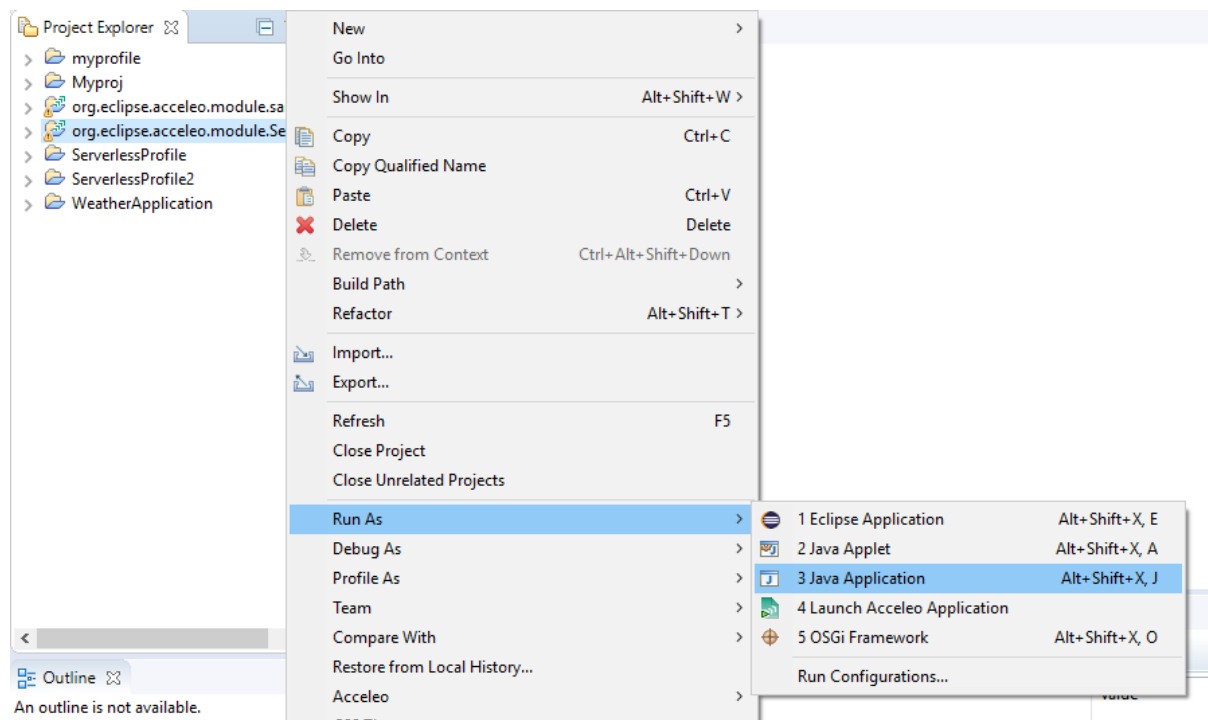 Project Explorer
myprofile
Myproj
org.eclipse.acceleo.module.sa
org.eclipse.acceleo.module.Se
ServerlessProfile
ServerlessProfile2
WeatherApplication
Outline
An outline is not available.
New
Go Into
Show In Alt+Shift+W >
Copy Ctrl+C
Copy Qualified Name
Paste Ctrl+V
Delete Delete
Remove from Context Ctrl+Alt+Shift+Down
Build Path
Refactor Alt+Shift+T >
Import...
Export...
Refresh F5
Close Project
Close Unrelated Projects
Run As
Debug As
Profile As
Team
Compare With
Restore from Local History...
Acceleo
1 Eclipse Application Alt+Shift+X, E
2 Java Applet Alt+Shift+X, A
3 Java Application Alt+Shift+X, J
4 Launch Acceleo Application
5 OSGi Framework Alt+Shift+X, O
Run Configurations...